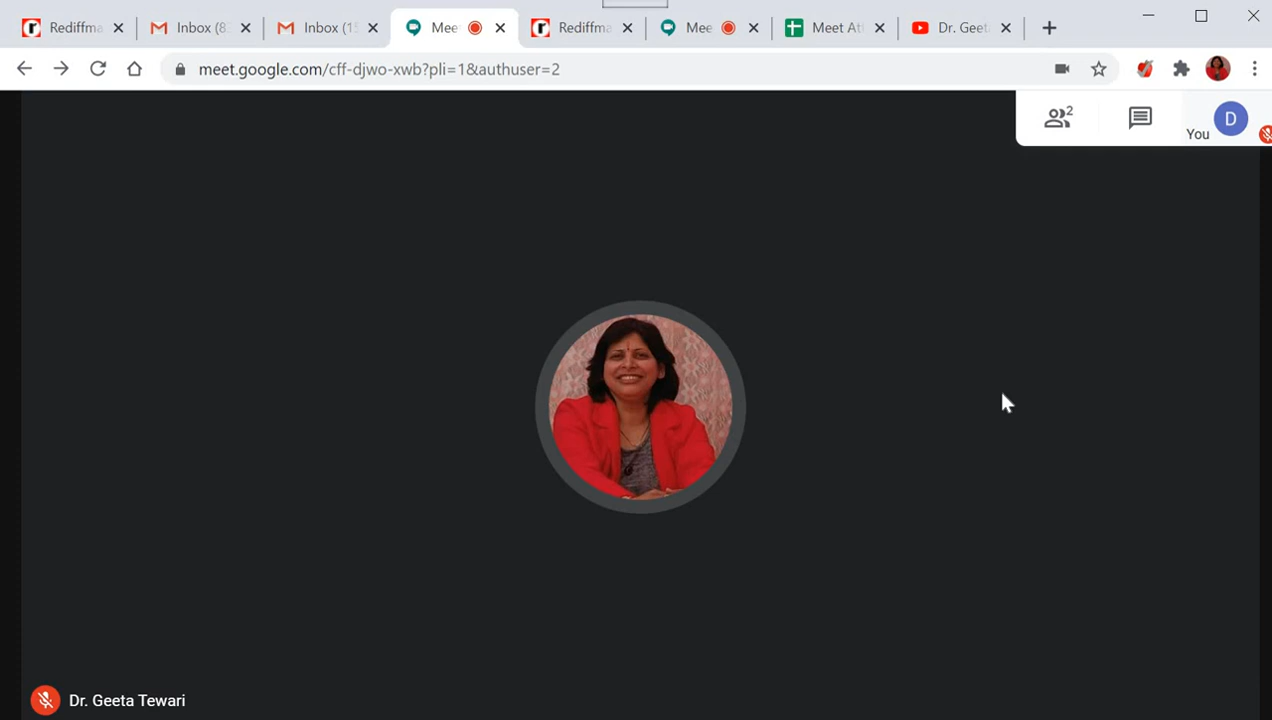 Rediffma Inbox (8 Inbox (1 Mee Rediffma Mee Meet Att Dr. Geet
meet.google.com/cff-djwo-xwb?pli=1&authuser=2
2
You D
Dr. Geeta Tewari